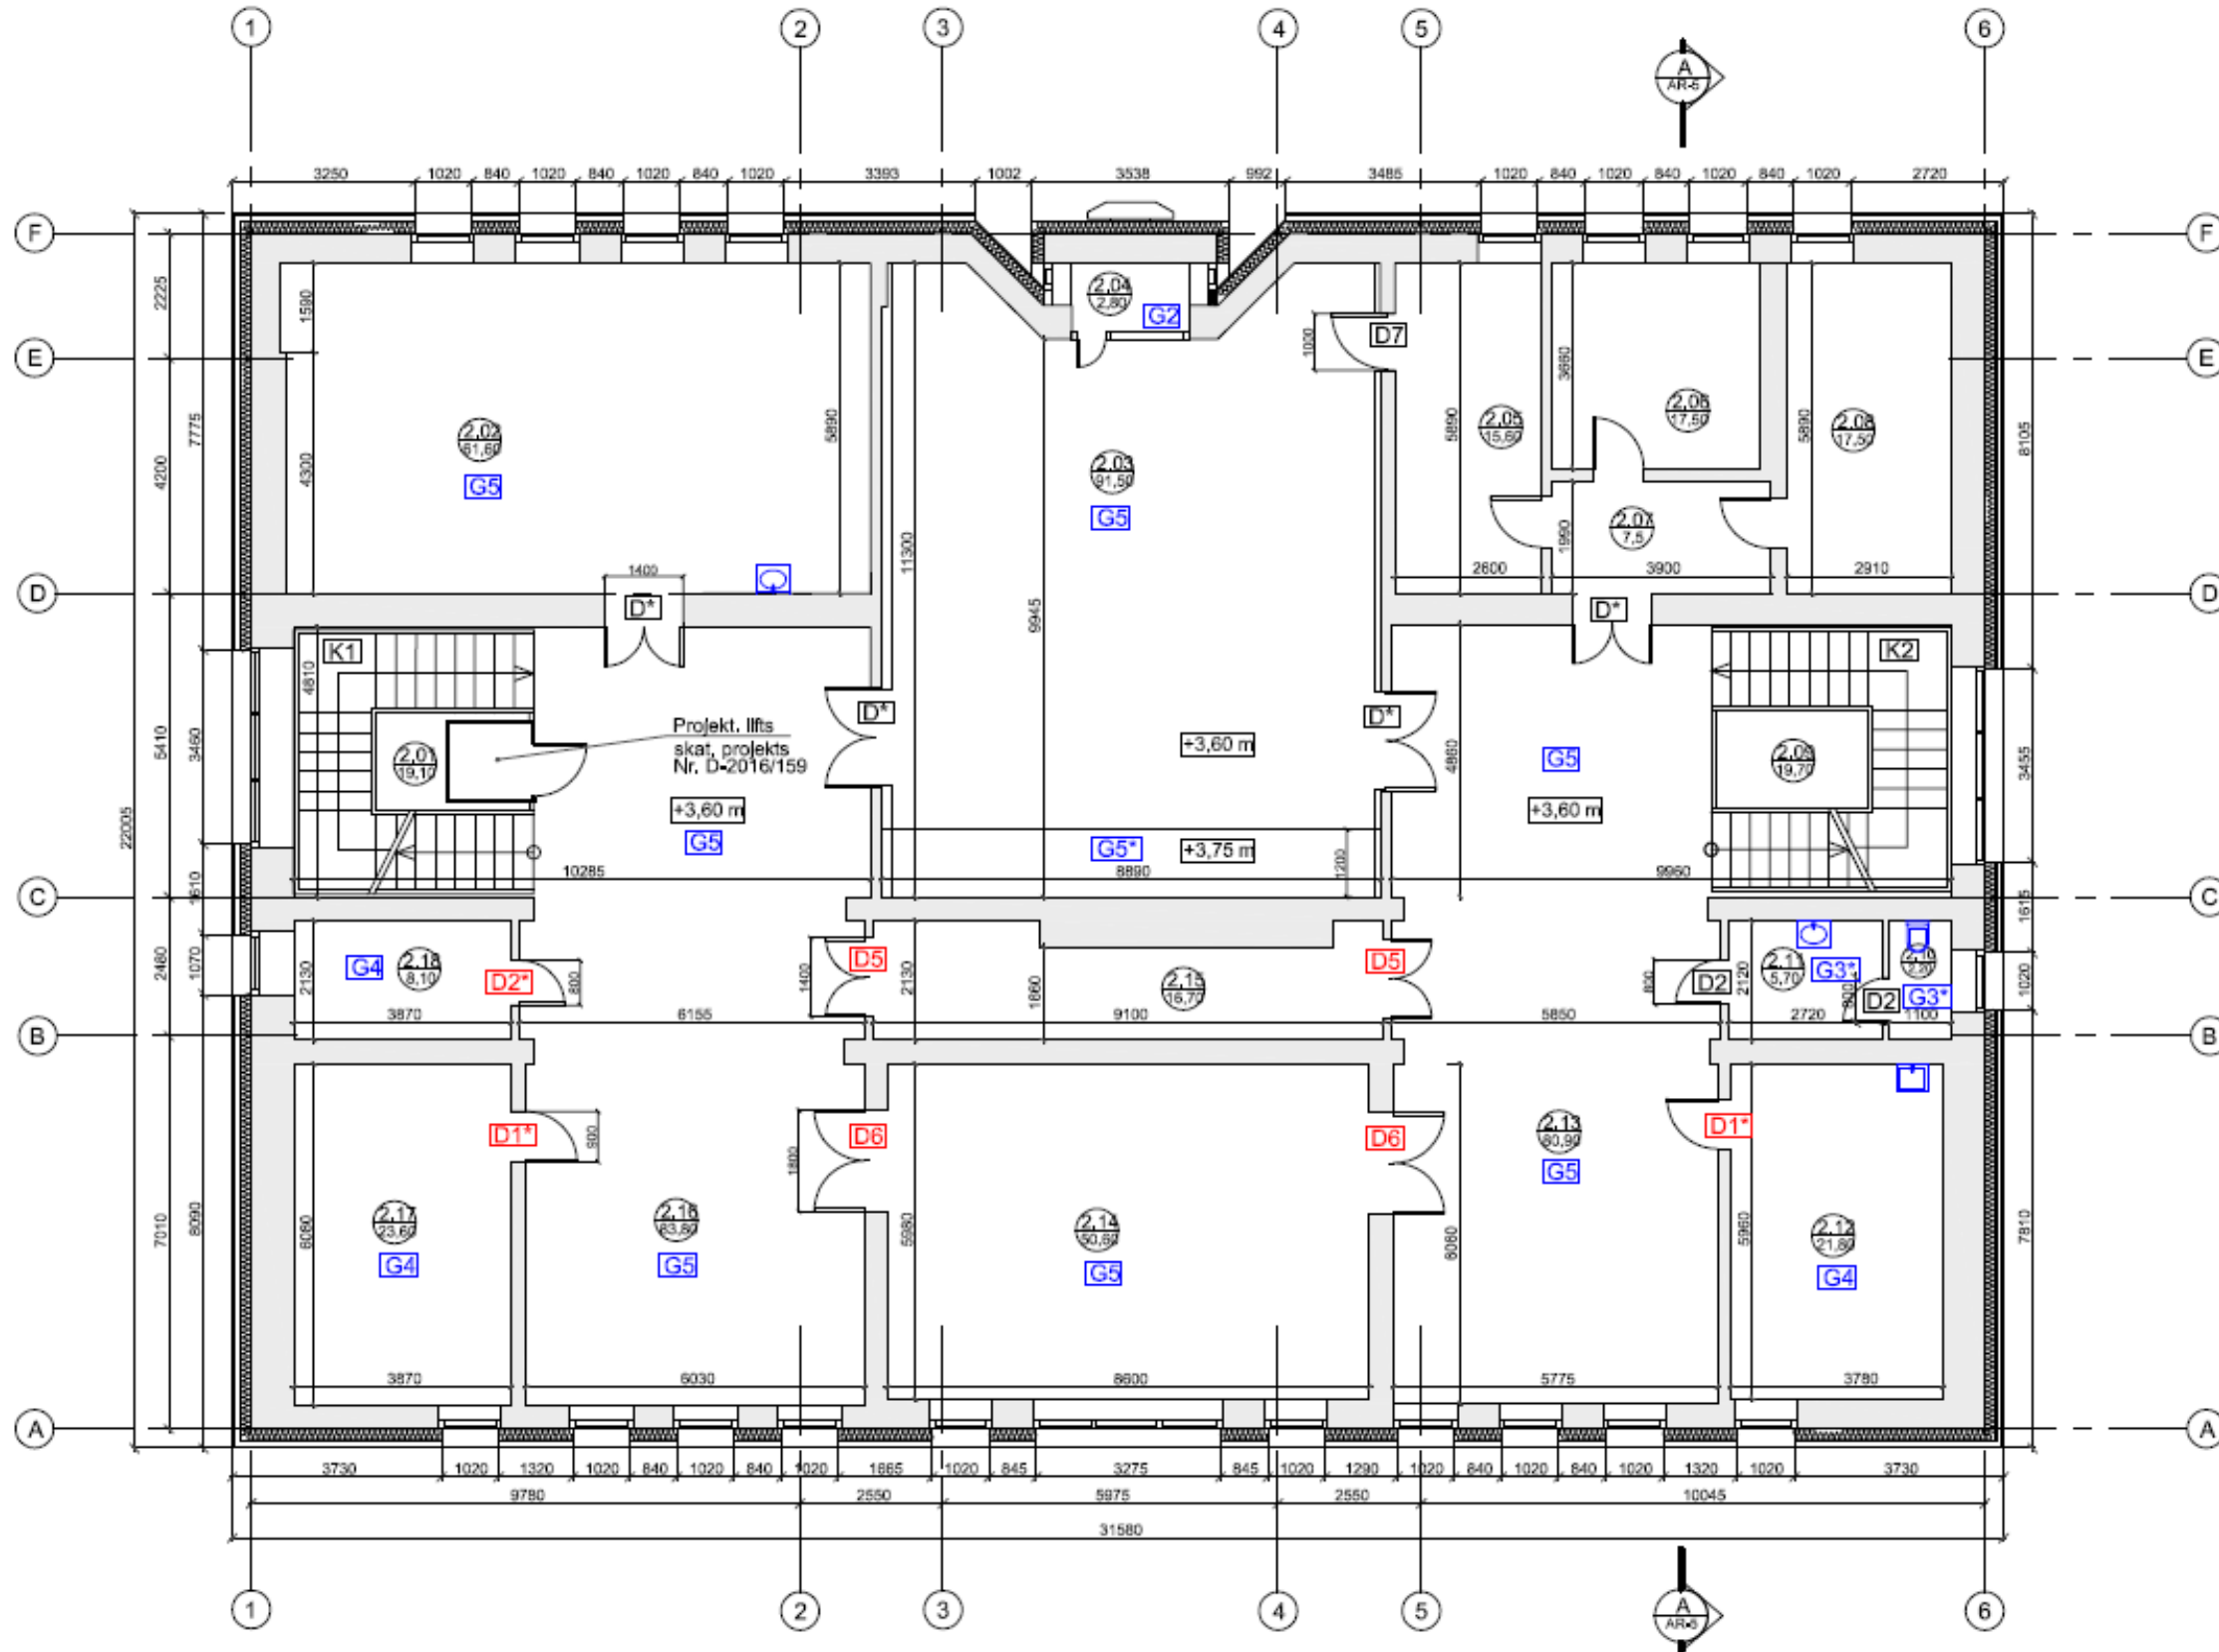 1 2 3 4 5 6
A
AR-5
3250 1020 840 1020 840 1020 840 1020 3393 1002 3538 992 3485 1020 840 1020 840 1020 840 1020 2720
F F
2,04
2,80
G2
2225 1590
D7
1000
E E
3660
7775 4200 4300
2,02
61,60
G5
5890
2,03
91,50
G5
5890
2,05
15,60
2,06
17,50
5890
2,08
17,50
8105
11300 9945
1990
2,07
7,5
1400
2600 3900 2910
D D
D* D*
K1 K2
4810
D* D*
Projekt. lifts
skat. projekts
Nr. D-2016/159
2,01
19,10
+3,60 m
G5
4860
2,09
19,70
5410 3460 3455
22005
+3,60 m
G5
+3,60 m
G5* +3,75 m
1200
10285 8890 9960
C C
1610 1615
2480 1070 2130
G4
2,18
8,10
D2*
800
1400
D5
2130 1660
2,15
16,70
D5
800
D2
2120
2,11
5,70
G3*
800
D2
2,10
2,20
G3*
1020
3870 6155 9100 5850 2720 1100
B B
D1*
900
1800
D6 D6
2,13
80,90
G5
D1*
7010 8090 6080
2,17
23,60
G4
2,16
83,80
G5
5980
2,14
50,60
G5
6060 5960
2,12
21,80
G4
7810
3870 6030 8600 5775 3780
A A
3730 1020 1320 1020 840 1020 840 1020 1665 1020 845 3275 845 1020 1290 1020 840 1020 840 1020 1320 1020 3730
9780 2550 5975 2550 10045
31580
1 2 3 4 5 6
A
AR-5